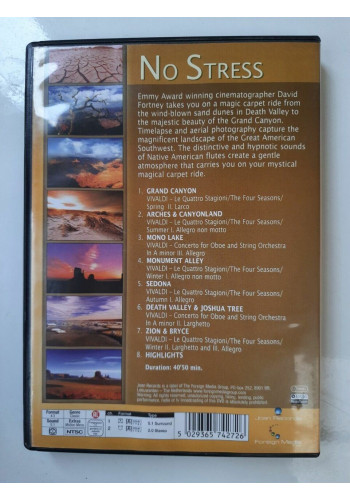 NO STRESS
Emmy Award winning cinematographer David
Fortney takes you on a magic carpet ride from
the wind-blown sand dunes in Death Valley to
the majestic beauty of the Grand Canyon.
Timelapse and aerial photography capture the
magnificent landscape of the Great American
Southwest. The distinctive and hypnotic sounds
of Native American flutes create a gentle
atmosphere that carries you on your mystical
magical carpet ride.
1. GRAND CANYON
VIVALDI - Le Quattro Stagioni/The Four Seasons/
Spring II. Larco
2. ARCHES & CANYONLAND
VIVALDI - Le Quattro Stagioni/The Four Seasons/
Summer I. Allegro non motto
3. MONO LAKE
VIVALDI - Concerto for Oboe and String Orchestra
In A minor III. Allegro
4. MONUMENT ALLEY
VIVALDI - Le Quattro Stagioni/The Four Seasons/
Winter I. Allegro non motto
5. SEDONA
VIVALDI - Le Quattro Stagioni/The Four Seasons/
Autumn I. Allegro
6. DEATH VALLEY & JOSHUA TREE
VIVALDI - Concerto for Oboe and String Orchestra
In A minor I. Larghetto
7. ZION & BRYCE
VIVALDI - Le Quattro Stagioni/The Four Seasons/
Winter II. Larghetto and III. Allegro
8. HIGHLIGHTS
Duration: 40'50 min.
NTSC
5.1 Surround
5 029365 742726
Foreign Media